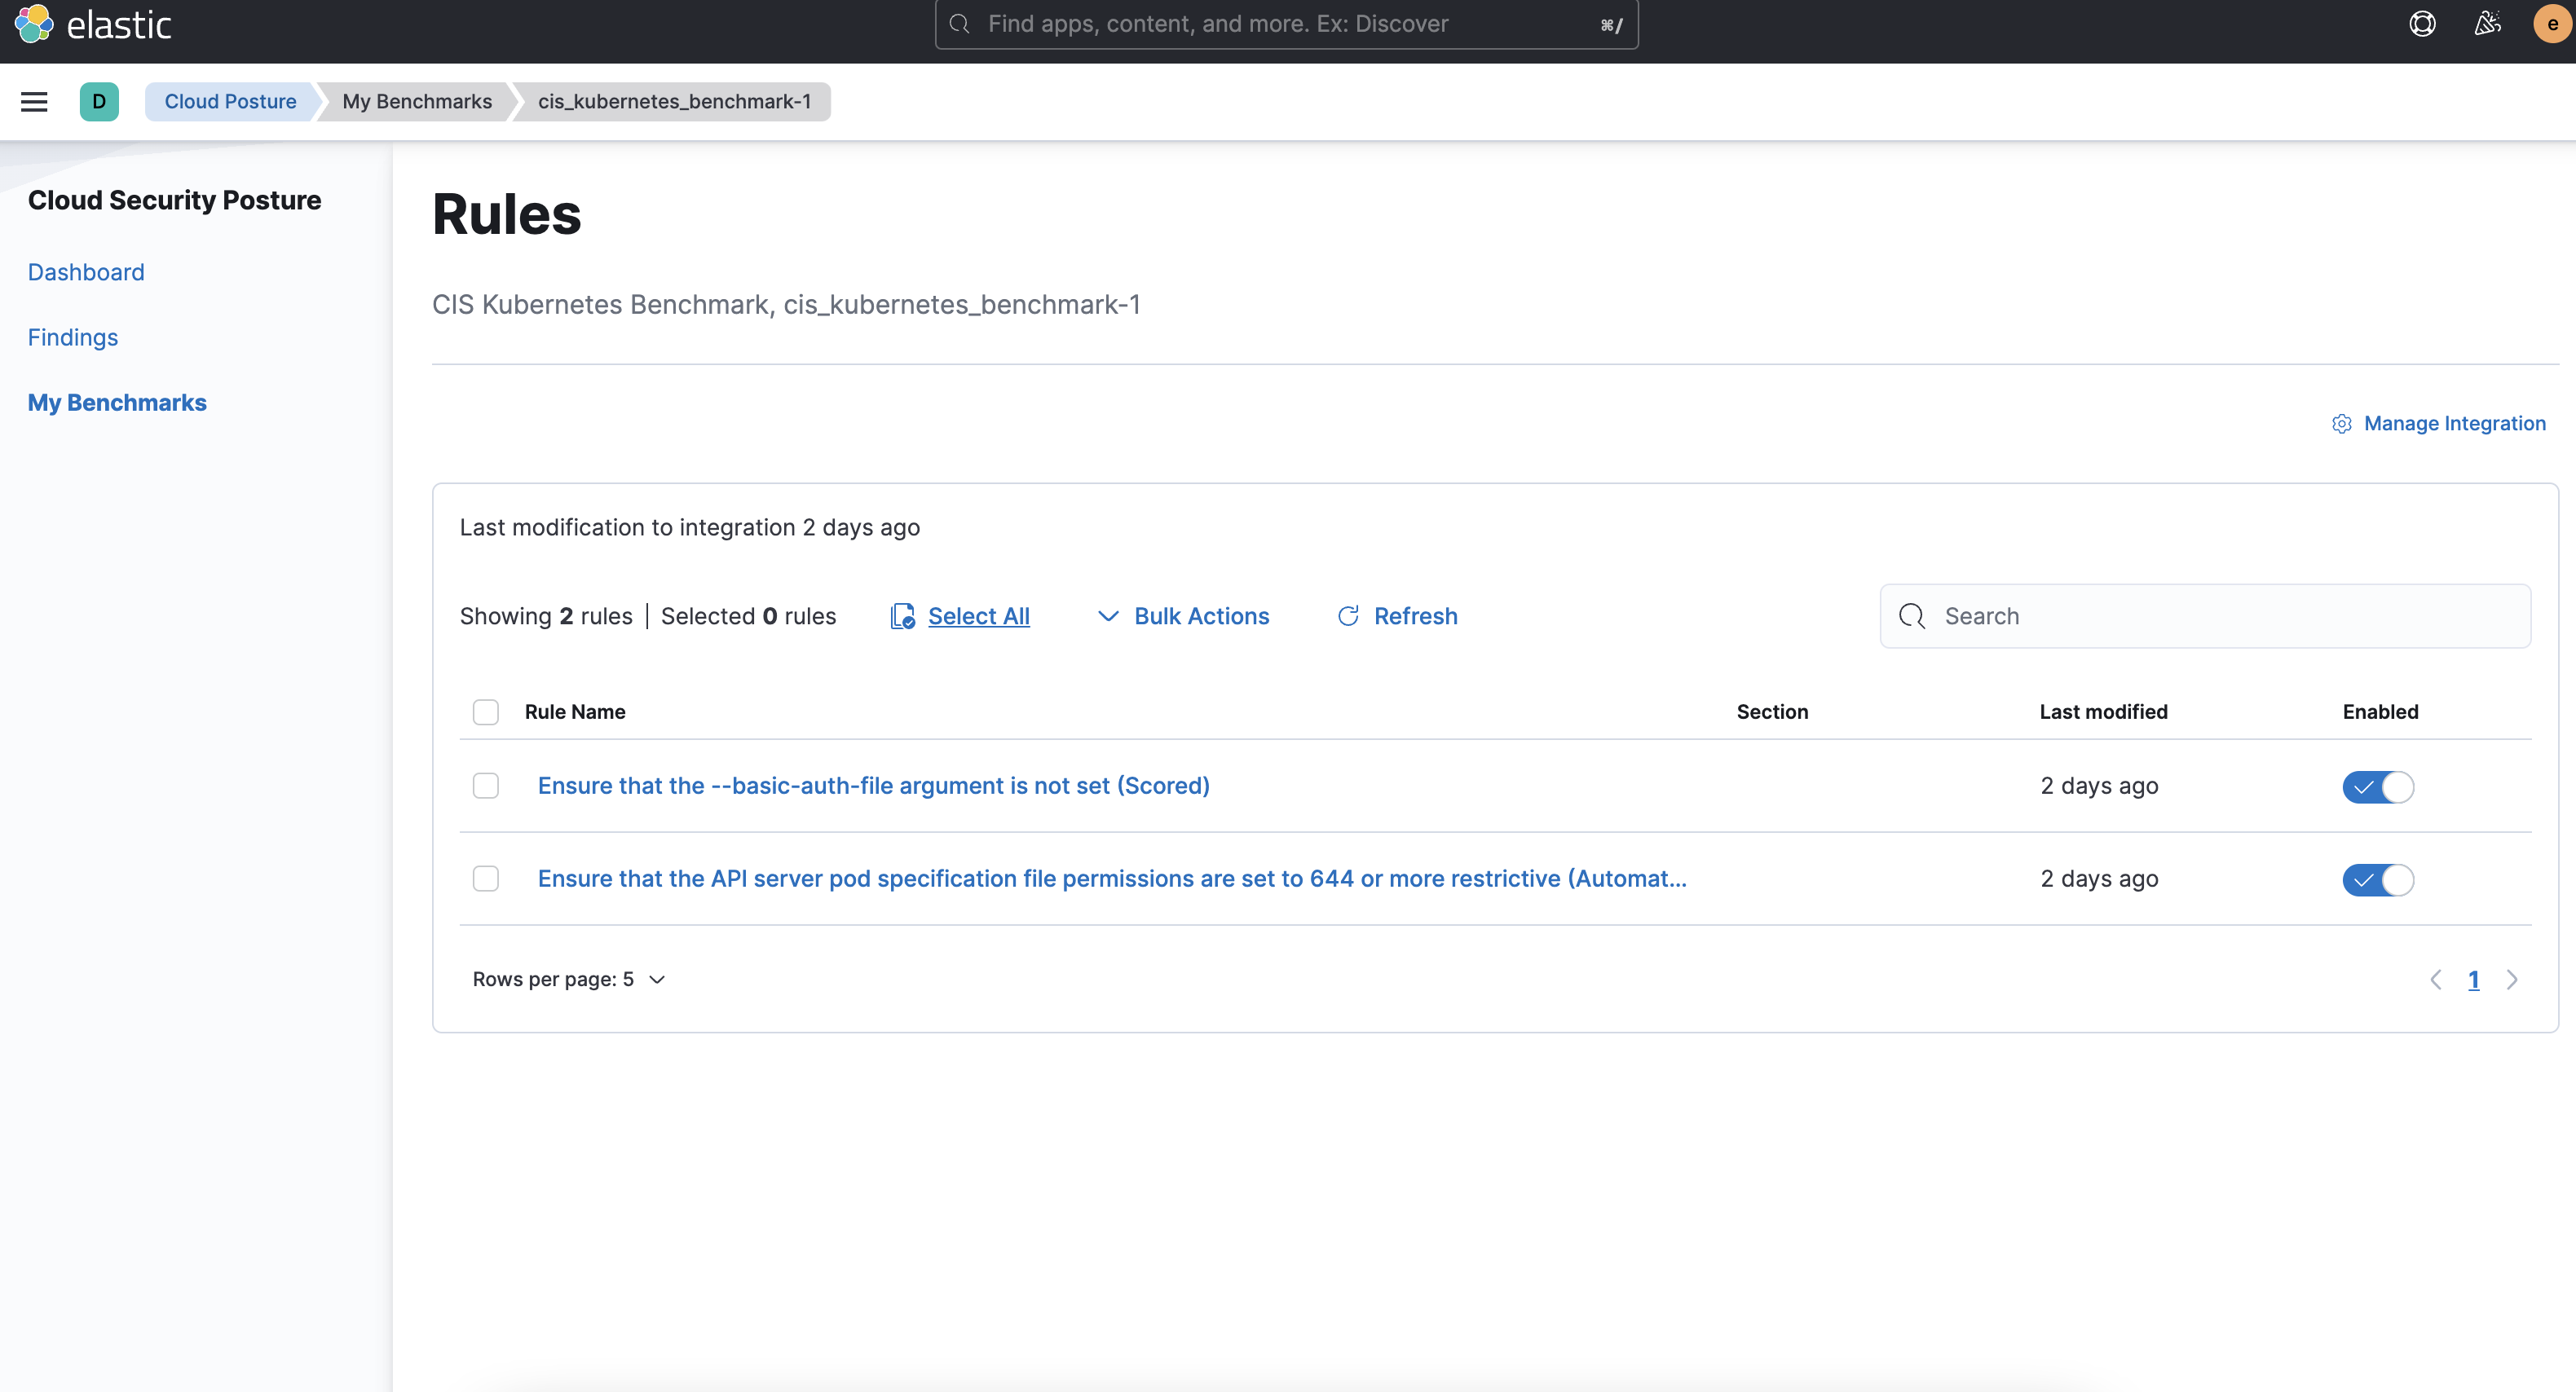 elastic
Find apps, content, and more. Ex: Discover ⌘/
e
D Cloud Posture My Benchmarks cis_kubernetes_benchmark-1
Cloud Security Posture
Dashboard
Findings
My Benchmarks
Rules
CIS Kubernetes Benchmark, cis_kubernetes_benchmark-1
Manage Integration
Last modification to integration 2 days ago
Showing 2 rules | Selected 0 rules Select All Bulk Actions Refresh Search
Rule Name Section Last modified Enabled
Ensure that the --basic-auth-file argument is not set (Scored) 2 days ago
Ensure that the API server pod specification file permissions are set to 644 or more restrictive (Automat... 2 days ago
Rows per page: 5 1